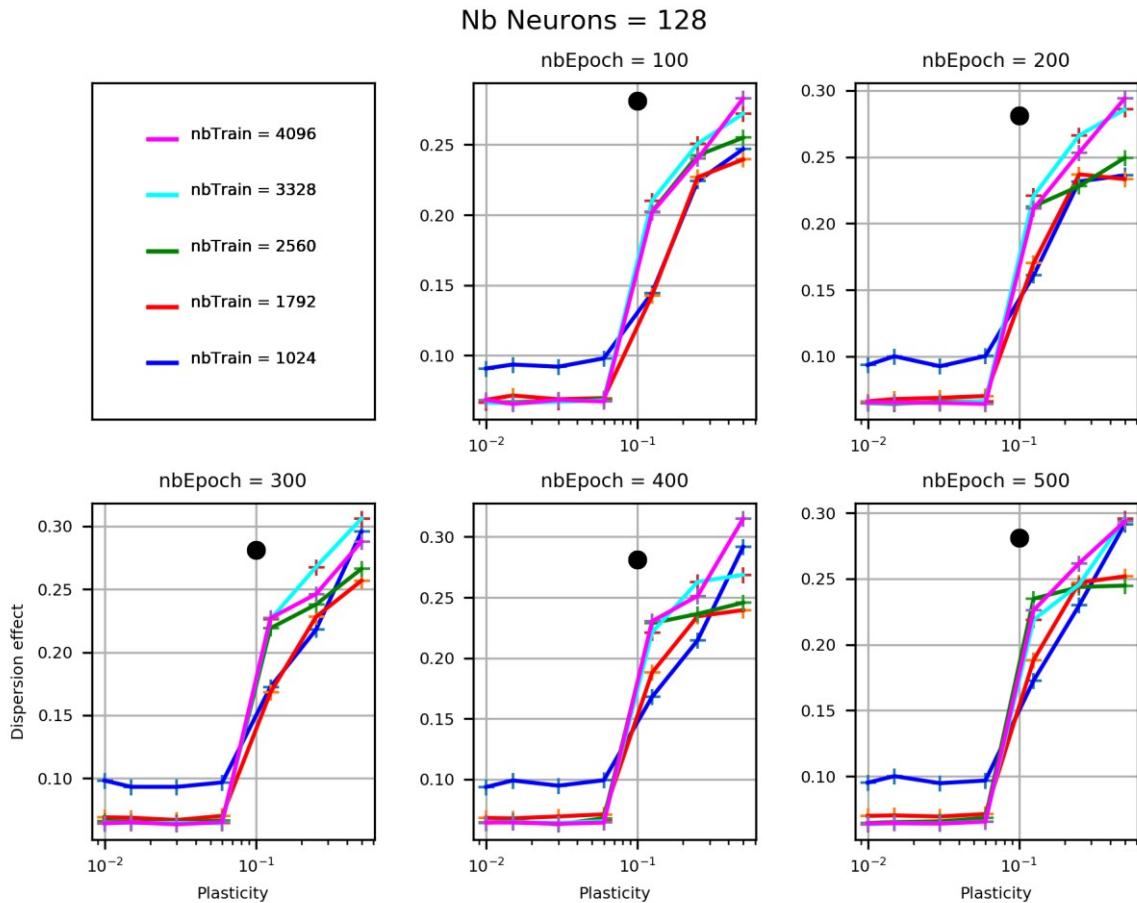 Nb Neurons = 128
nbTrain = 4096
nbTrain = 3328
nbTrain = 2560
nbTrain = 1792
nbTrain = 1024
nbEpoch = 100
0.25
0.20
0.15
0.10
10⁻²
10⁻¹
nbEpoch = 200
0.30
0.25
0.20
0.15
0.10
10⁻²
10⁻¹
nbEpoch = 300
Dispersion effect
0.30
0.25
0.20
0.15
0.10
10⁻²
10⁻¹
Plasticity
nbEpoch = 400
0.30
0.25
0.20
0.15
0.10
10⁻²
10⁻¹
Plasticity
nbEpoch = 500
0.30
0.25
0.20
0.15
0.10
10⁻²
10⁻¹
Plasticity